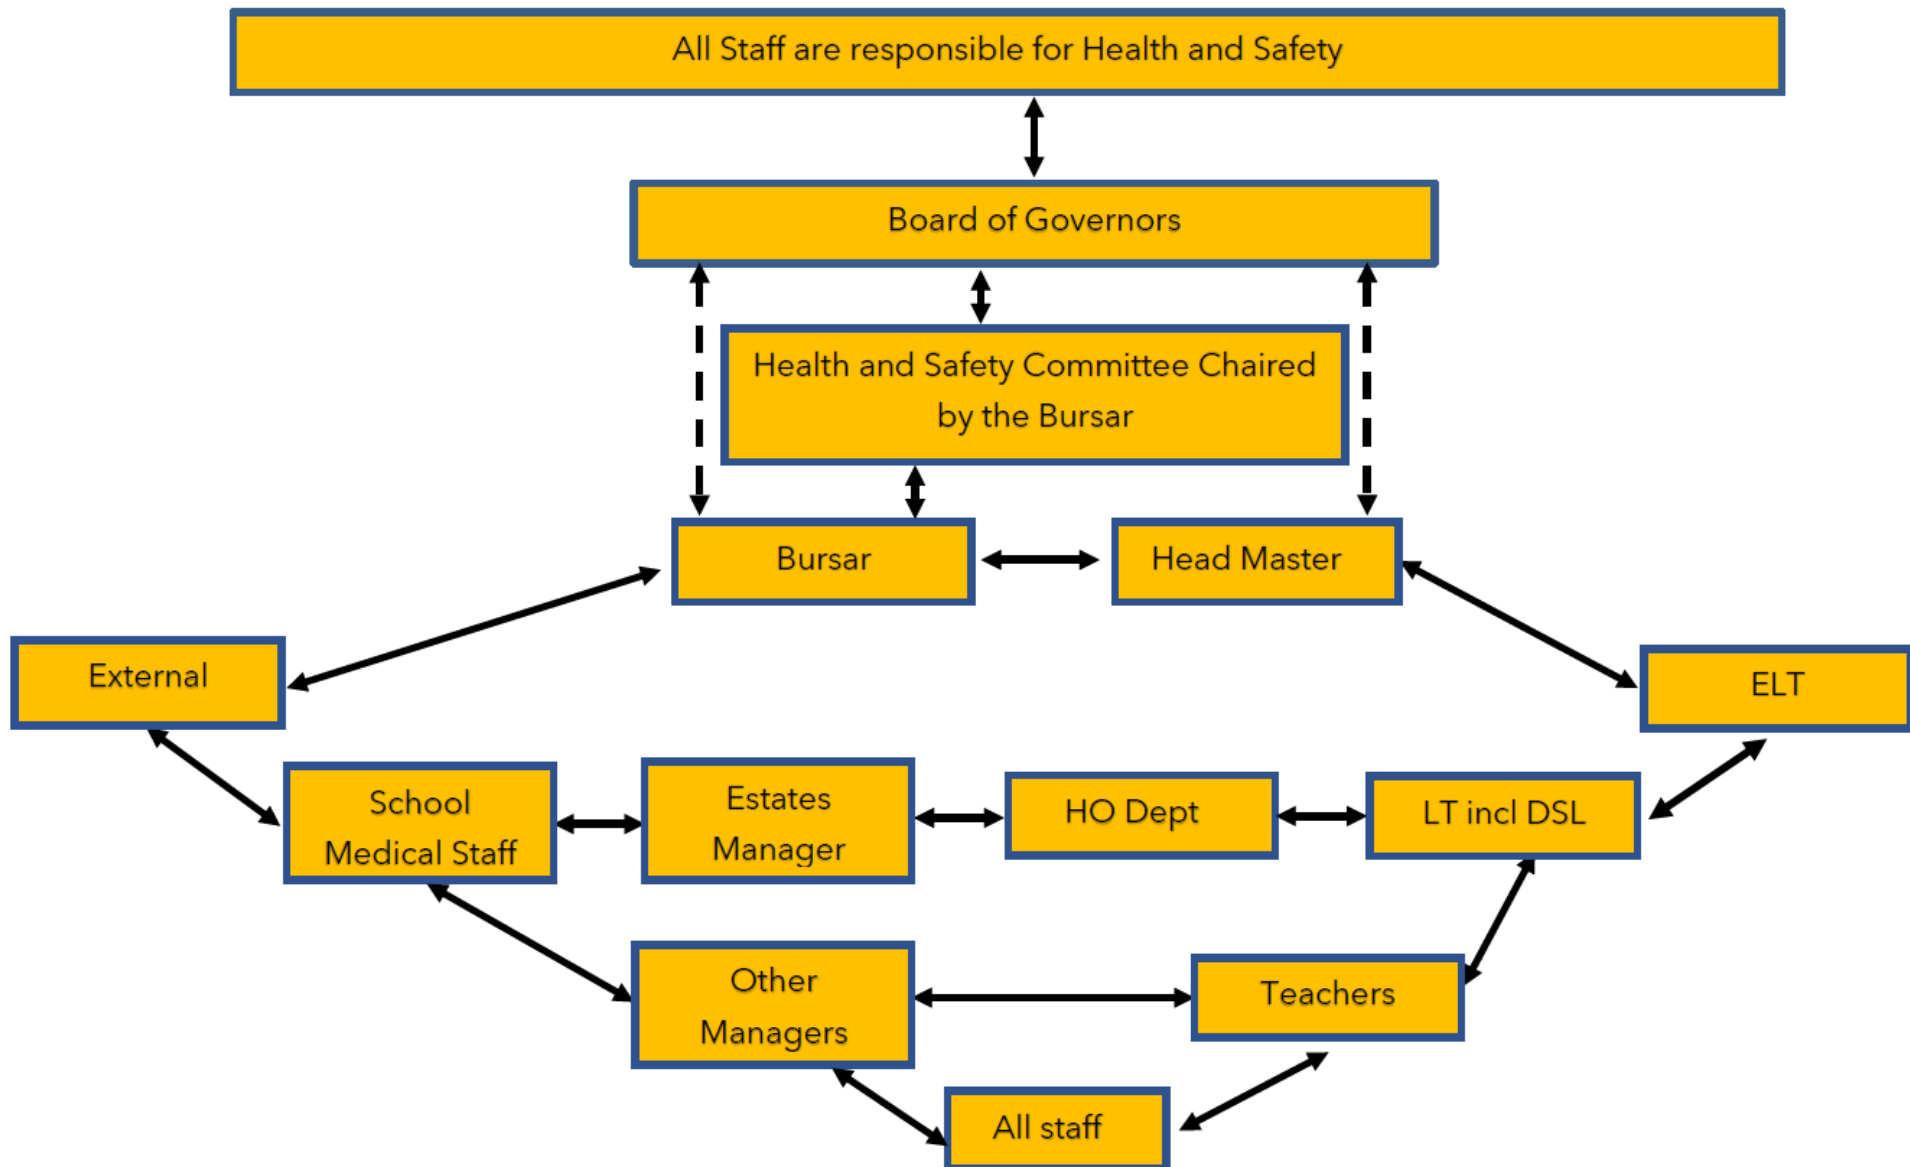 All Staff are responsible for Health and Safety
Board of Governors
Health and Safety Committee Chaired
by the Bursar
Bursar
Head Master
External
ELT
School
Medical Staff
Estates
Manager
HO Dept
LT incl DSL
Other
Managers
Teachers
All staff